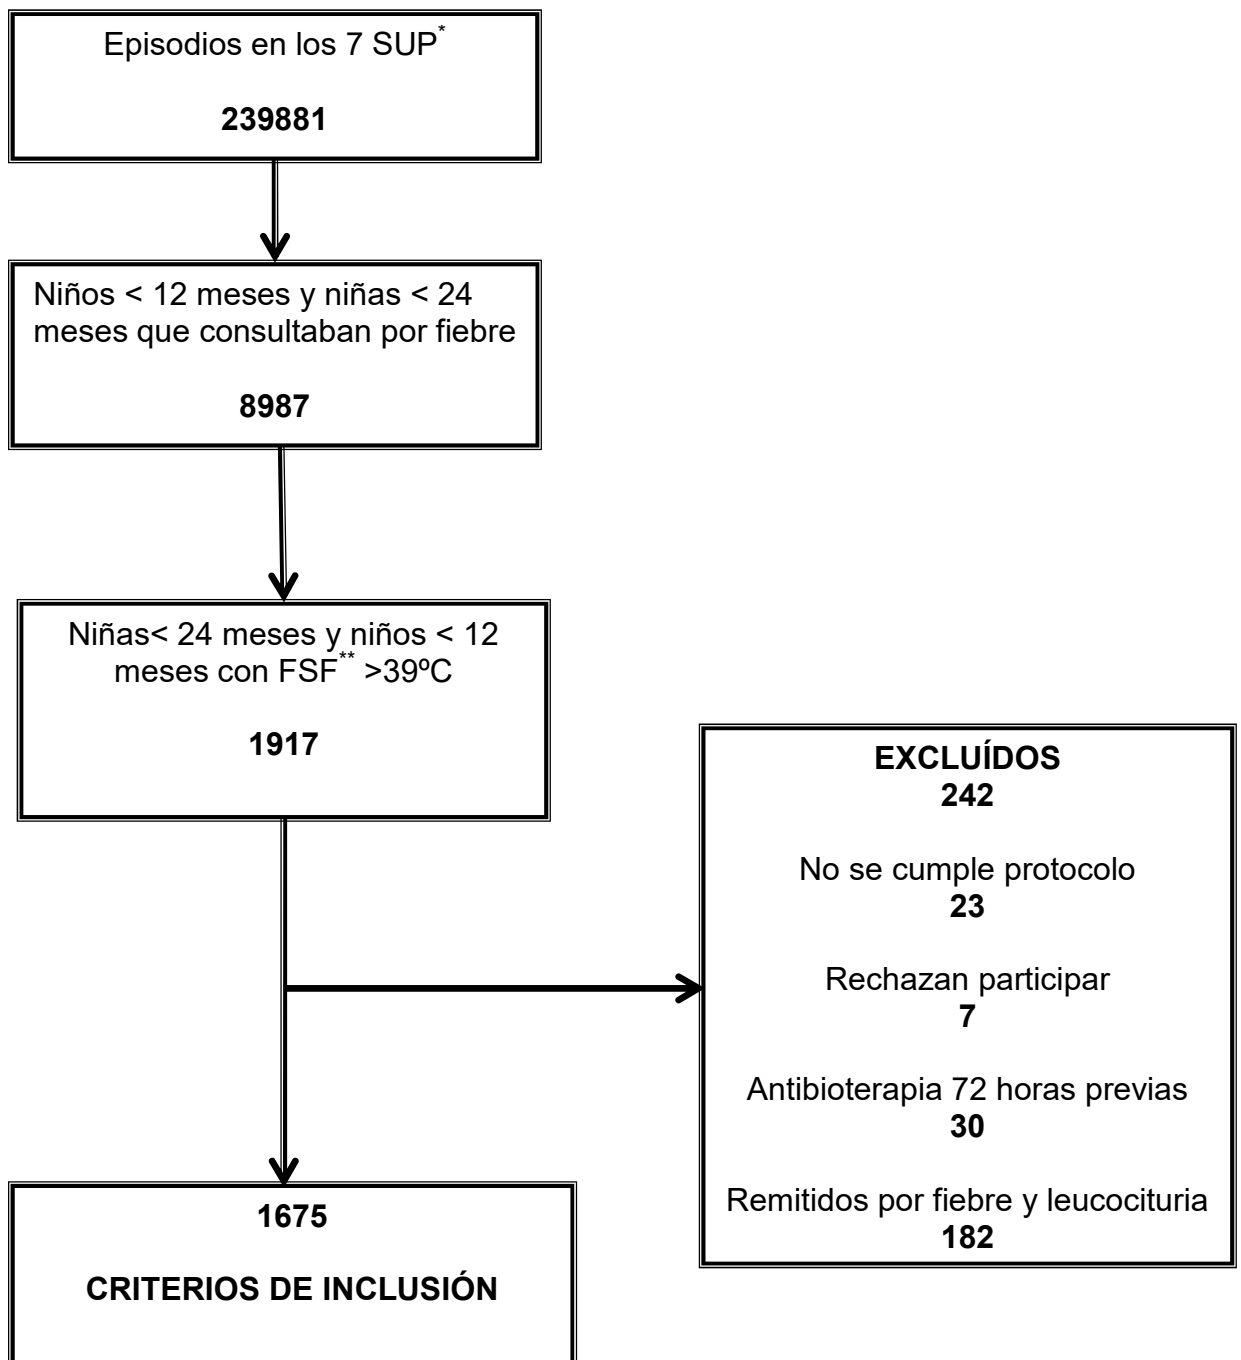 Episodios en los 7 SUP*
239881
Niños < 12 meses y niñas < 24
meses que consultaban por fiebre
8987
Niñas< 24 meses y niños < 12
meses con FSF** >39ºC
1917
EXCLUÍDOS
242
No se cumple protocolo
23
Rechazan participar
7
Antibioterapia 72 horas previas
30
Remitidos por fiebre y leucocituria
182
1675
CRITERIOS DE INCLUSIÓN